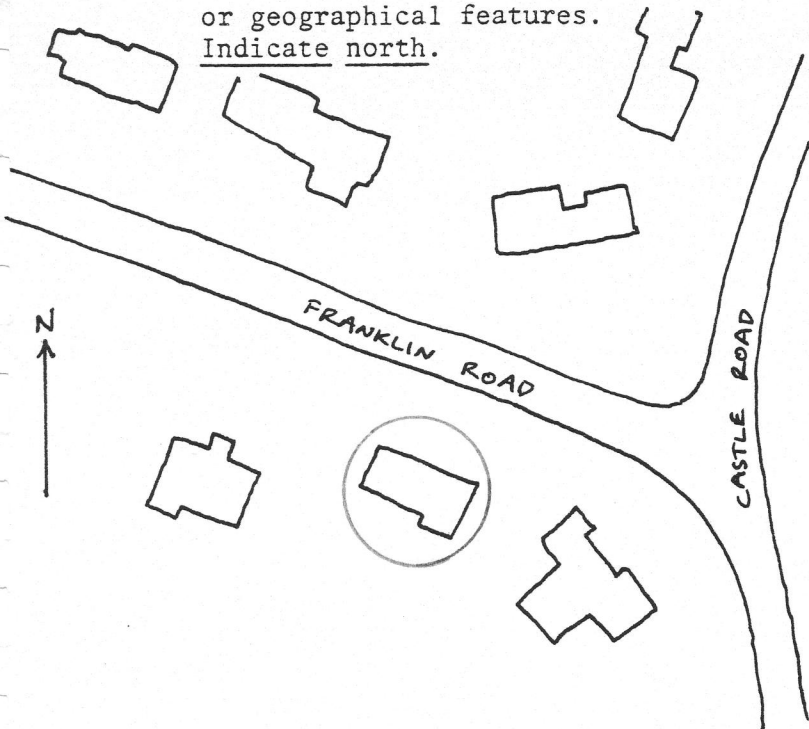 or geographical features.
Indicate north.
N
FRANKLIN ROAD
CASTLE ROAD